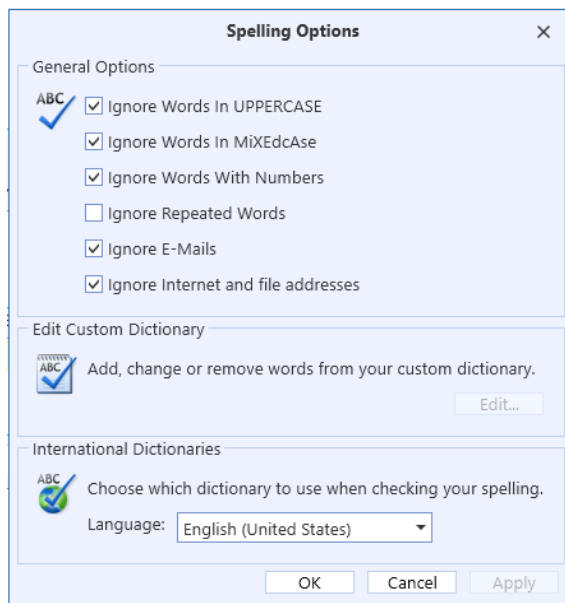 Spelling Options
General Options
ABC
Ignore Words In UPPERCASE
Ignore Words In MiXEdcAse
Ignore Words With Numbers
Ignore Repeated Words
Ignore E-Mails
Ignore Internet and file addresses
Edit Custom Dictionary
ABC
Add, change or remove words from your custom dictionary.
Edit...
International Dictionaries
ABC
Choose which dictionary to use when checking your spelling.
Language: English (United States)
OK Cancel Apply